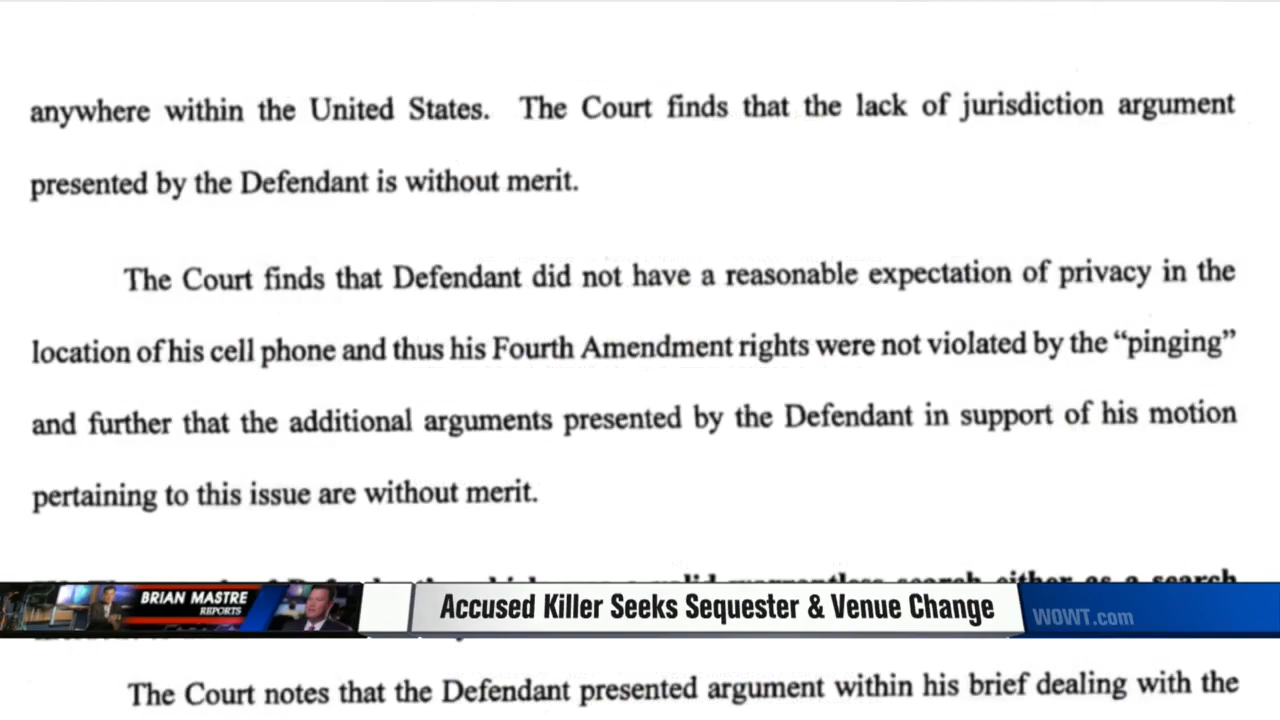 anywhere within the United States. The Court finds that the lack of jurisdiction argument
presented by the Defendant is without merit.
The Court finds that Defendant did not have a reasonable expectation of privacy in the
location of his cell phone and thus his Fourth Amendment rights were not violated by the “pinging”
and further that the additional arguments presented by the Defendant in support of his motion
pertaining to this issue are without merit.
search either as a search
BRIAN MASTRE
REPORTS
Accused Killer Seeks Sequester & Venue Change
WOWT.com
The Court notes that the Defendant presented argument within his brief dealing with the